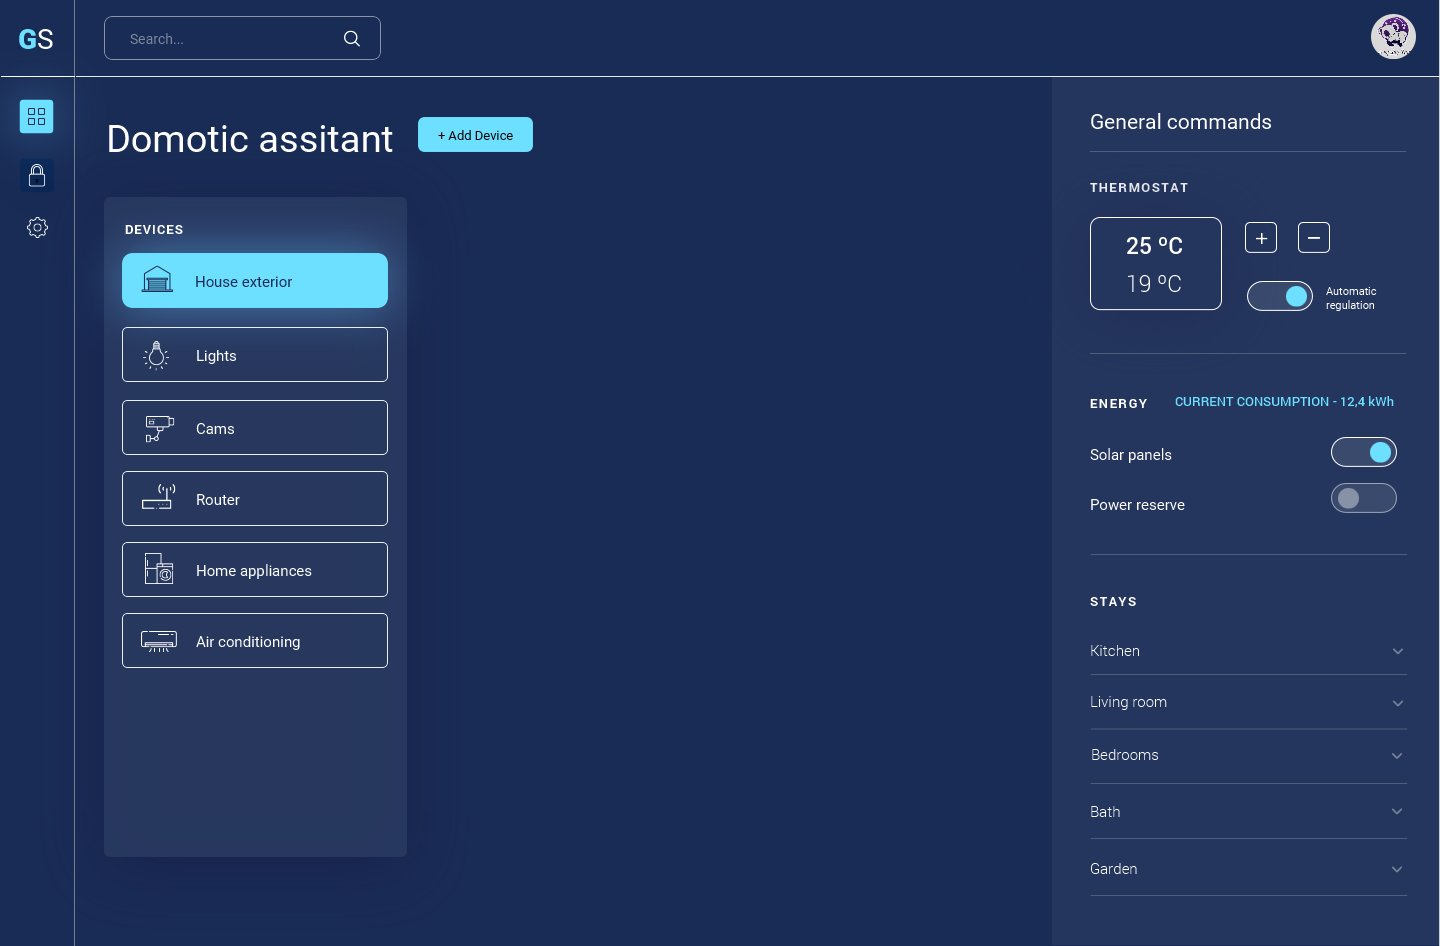 GS
Search...
Domotic assitant
+ Add Device
DEVICES
House exterior
Lights
Cams
Router
Home appliances
Air conditioning
General commands
THERMOSTAT
25 ºC
19 ºC
Automatic
regulation
ENERGY
CURRENT CONSUMPTION - 12,4 kWh
Solar panels
Power reserve
STAYS
Kitchen
Living room
Bedrooms
Bath
Garden